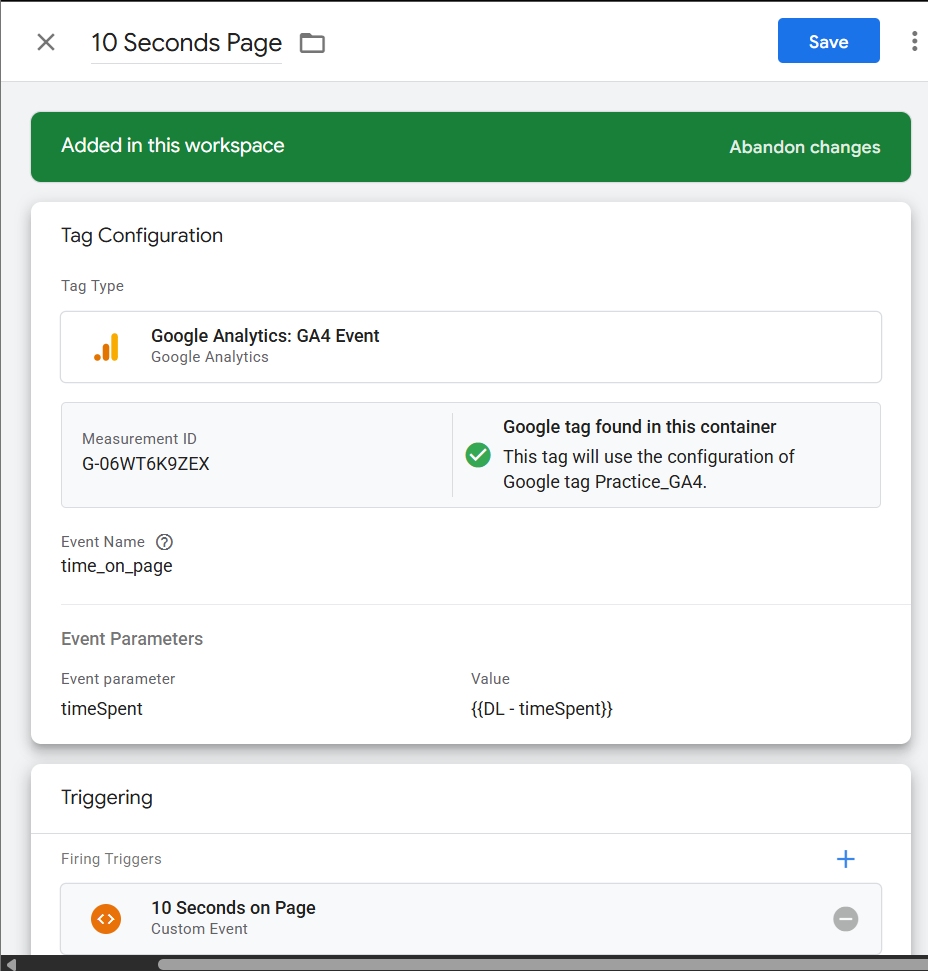 10 Seconds Page
Save
Added in this workspace
Abandon changes
Tag Configuration
Tag Type
Google Analytics: GA4 Event
Google Analytics
Measurement ID
G-06WT6K9ZEX
Google tag found in this container
This tag will use the configuration of
Google tag Practice_GA4.
Event Name
time_on_page
Event Parameters
Event parameter
Value
timeSpent
{{DL - timeSpent}}
Triggering
Firing Triggers
10 Seconds on Page
Custom Event